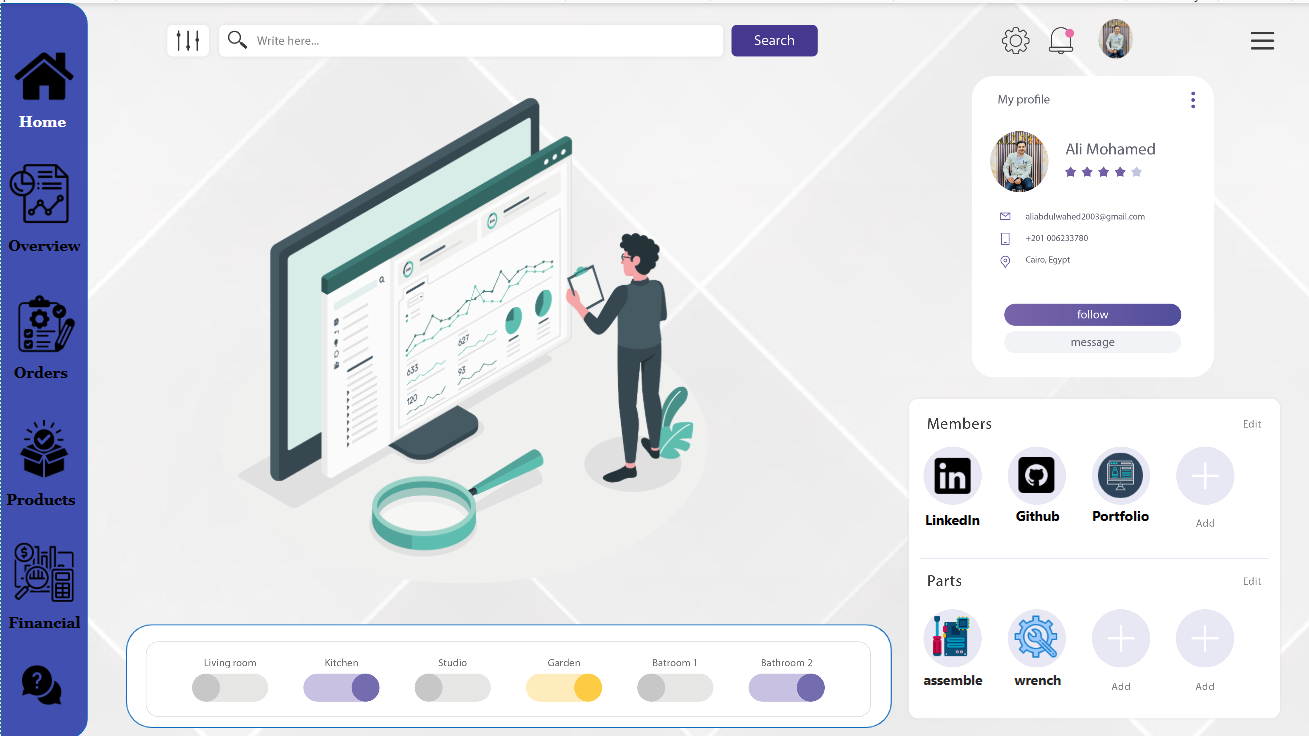 Write here...
Search
Home
Overview
Orders
Products
Financial
?
633
627
93
120
My profile
Ali Mohamed
aliabdulwahed2003@gmail.com
+201 006233780
Cairo, Egypt
follow
message
Members
Edit
LinkedIn
Github
Portfolio
Add
Parts
Edit
assemble
wrench
Add
Add
Living room
Kitchen
Studio
Garden
Batroom 1
Bathroom 2